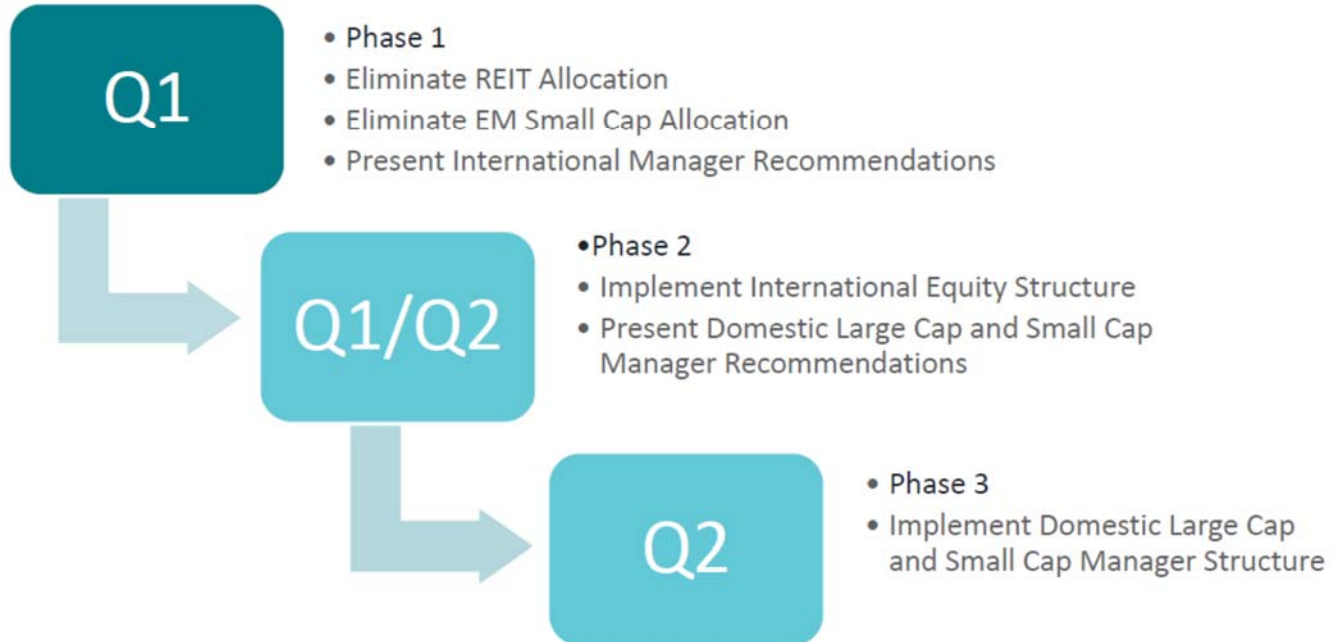 Q1
• Phase 1
• Eliminate REIT Allocation
• Eliminate EM Small Cap Allocation
• Present International Manager Recommendations
Q1/Q2
•Phase 2
• Implement International Equity Structure
• Present Domestic Large Cap and Small Cap
Manager Recommendations
Q2
• Phase 3
• Implement Domestic Large Cap
and Small Cap Manager Structure